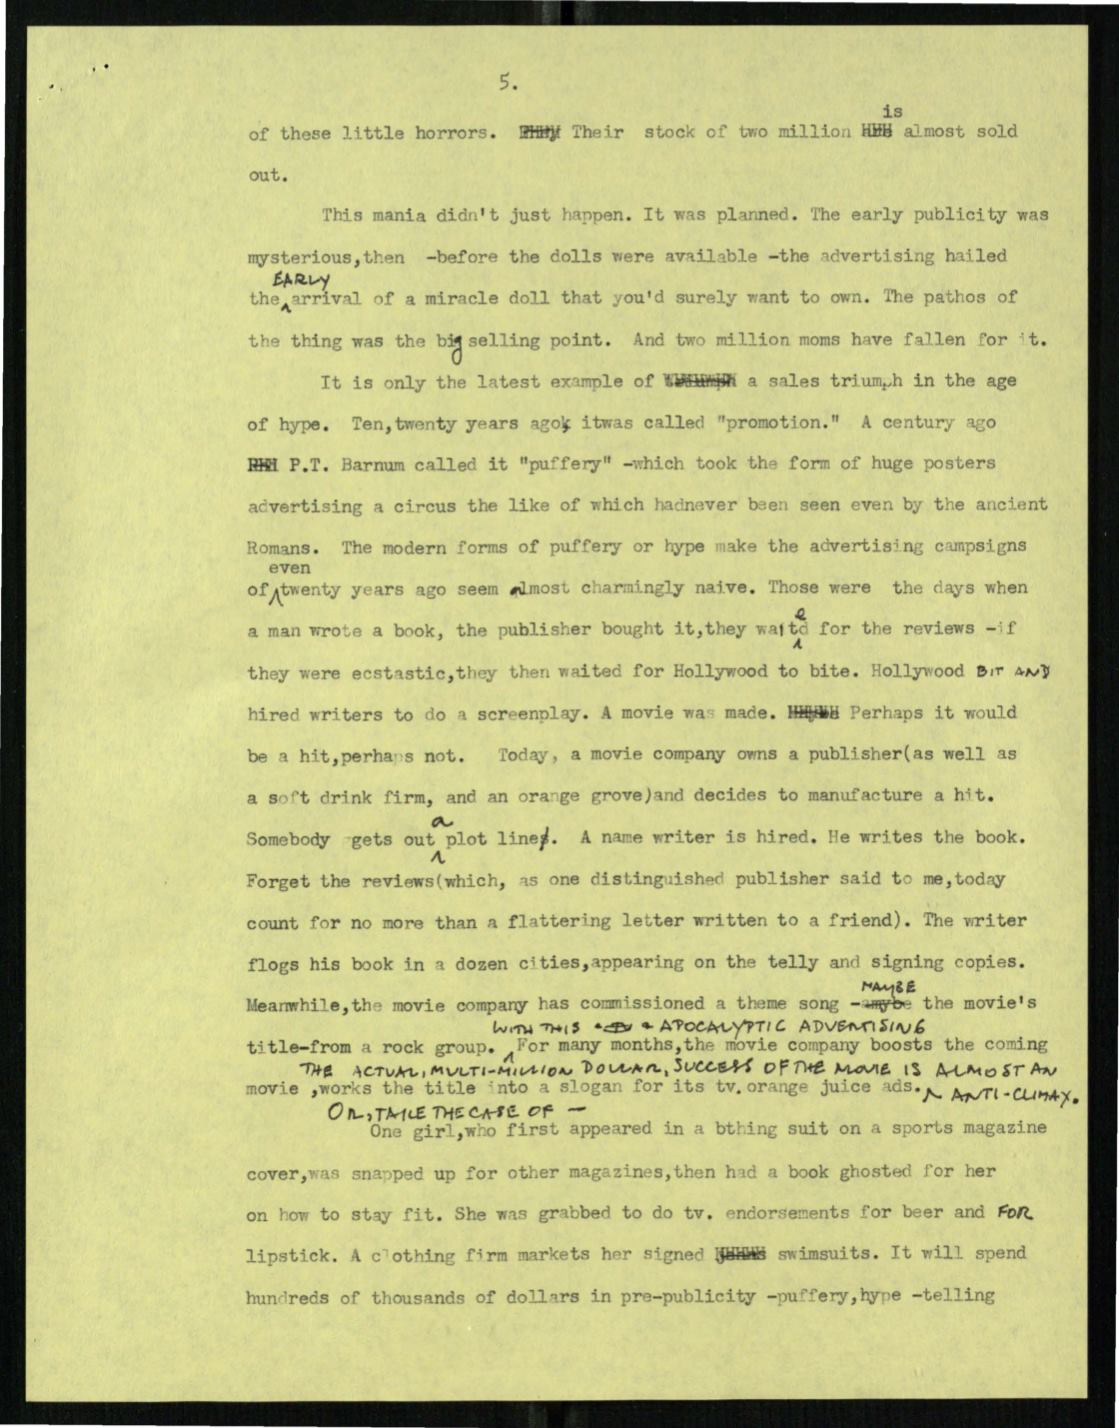 5.
is
of these little horrors. Their stock of two million almost sold
out.
This mania didn't just happen. It was planned. The early publicity was
mysterious,then -before the dolls were available -the advertising hailed
EARLY
the arrival of a miracle doll that you'd surely want to own. The pathos of
the thing was the big selling point. And two million moms have fallen for it.
It is only the latest example of a sales triumph in the age
of hype. Ten,twenty years ago itwas called "promotion." A century ago
P.T. Barnum called it "puffery" -which took the form of huge posters
advertising a circus the like of which hadnever been seen even by the ancient
Romans. The modern forms of puffery or hype make the advertising campsigns
even
of twenty years ago seem almost charmingly naive. Those were the days when
a man wrote a book, the publisher bought it,they waited for the reviews -if
they were ecstastic,they then waited for Hollywood to bite. Hollywood BIT AND
hired writers to do a screenplay. A movie was made. Perhaps it would
be a hit,perhaps not. Today, a movie company owns a publisher(as well as
a soft drink firm, and an orange grove)and decides to manufacture a hit.
a
Somebody gets out plot line. A name writer is hired. He writes the book.
Forget the reviews(which, as one distinguished publisher said to me,today
count for no more than a flattering letter written to a friend). The writer
flogs his book in a dozen cities,appearing on the telly and signing copies.
MAYBE
Meanwhile,the movie company has commissioned a theme song -amybe the movie's
WITH THIS APOCALYPTIC ADVERTISING
title-from a rock group. For many months,the movie company boosts the coming
THE ACTUAL, MULTI-MILLION DOLLAR, SUCCESS OF THE MOVIE IS ALMOST AN
movie ,works the title into a slogan for its tv. orange juice ads. ANTI-CLIMAX.
OR, TAKE THE CASE OF —
One girl,who first appeared in a bthing suit on a sports magazine
cover,was snapped up for other magazines,then had a book ghosted for her
on how to stay fit. She was grabbed to do tv. endorsements for beer and FOR
lipstick. A clothing firm markets her signed swimsuits. It will spend
hundreds of thousands of dollars in pre-publicity -puffery,hype -telling